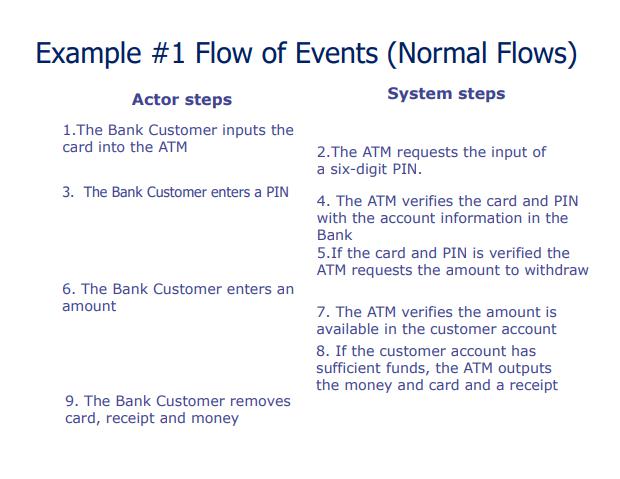 Example #1 Flow of Events (Normal Flows)
Actor steps
System steps
1.The Bank Customer inputs the
card into the ATM
2.The ATM requests the input of
a six-digit PIN.
3. The Bank Customer enters a PIN
4. The ATM verifies the card and PIN
with the account information in the
Bank
5.If the card and PIN is verified the
ATM requests the amount to withdraw
6. The Bank Customer enters an
amount
7. The ATM verifies the amount is
available in the customer account
8. If the customer account has
sufficient funds, the ATM outputs
the money and card and a receipt
9. The Bank Customer removes
card, receipt and money